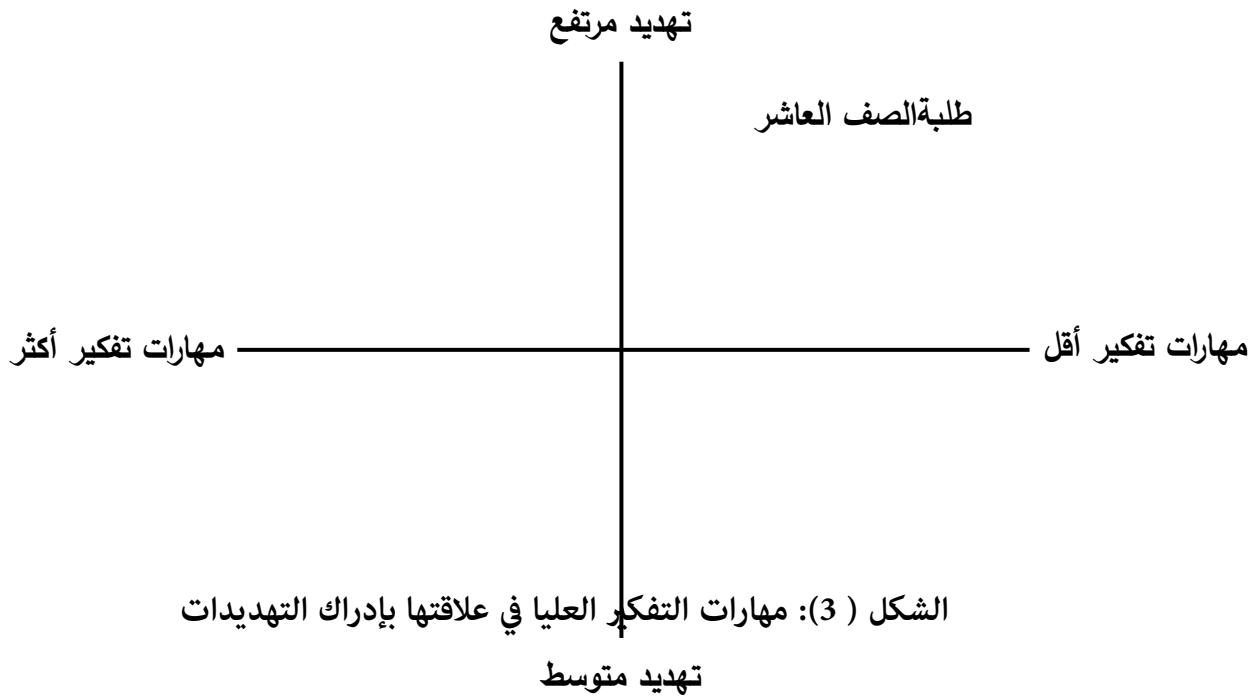 تهديد مرتفع
طلبةالصف العاشر
مهارات تفكير أقل
مهارات تفكير أكثر
الشكل ( 3): مهارات التفكير العليا في علاقتها بإدراك التهديدات
تهديد متوسط